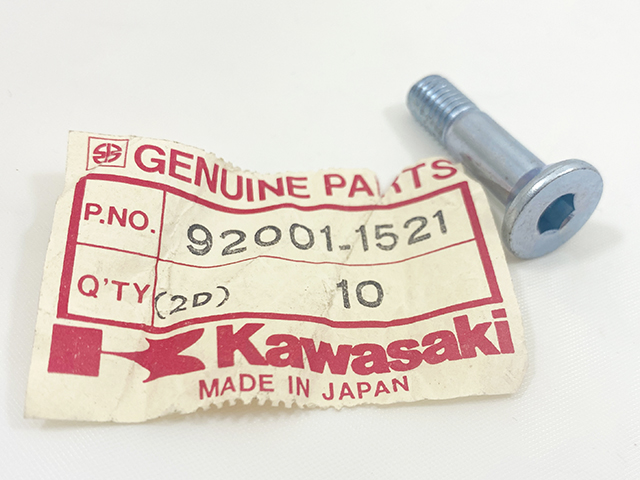 GENUINE PARTS
P.NO. 92001-1521
Q'TY (2D) 10
Kawasaki
MADE IN JAPAN